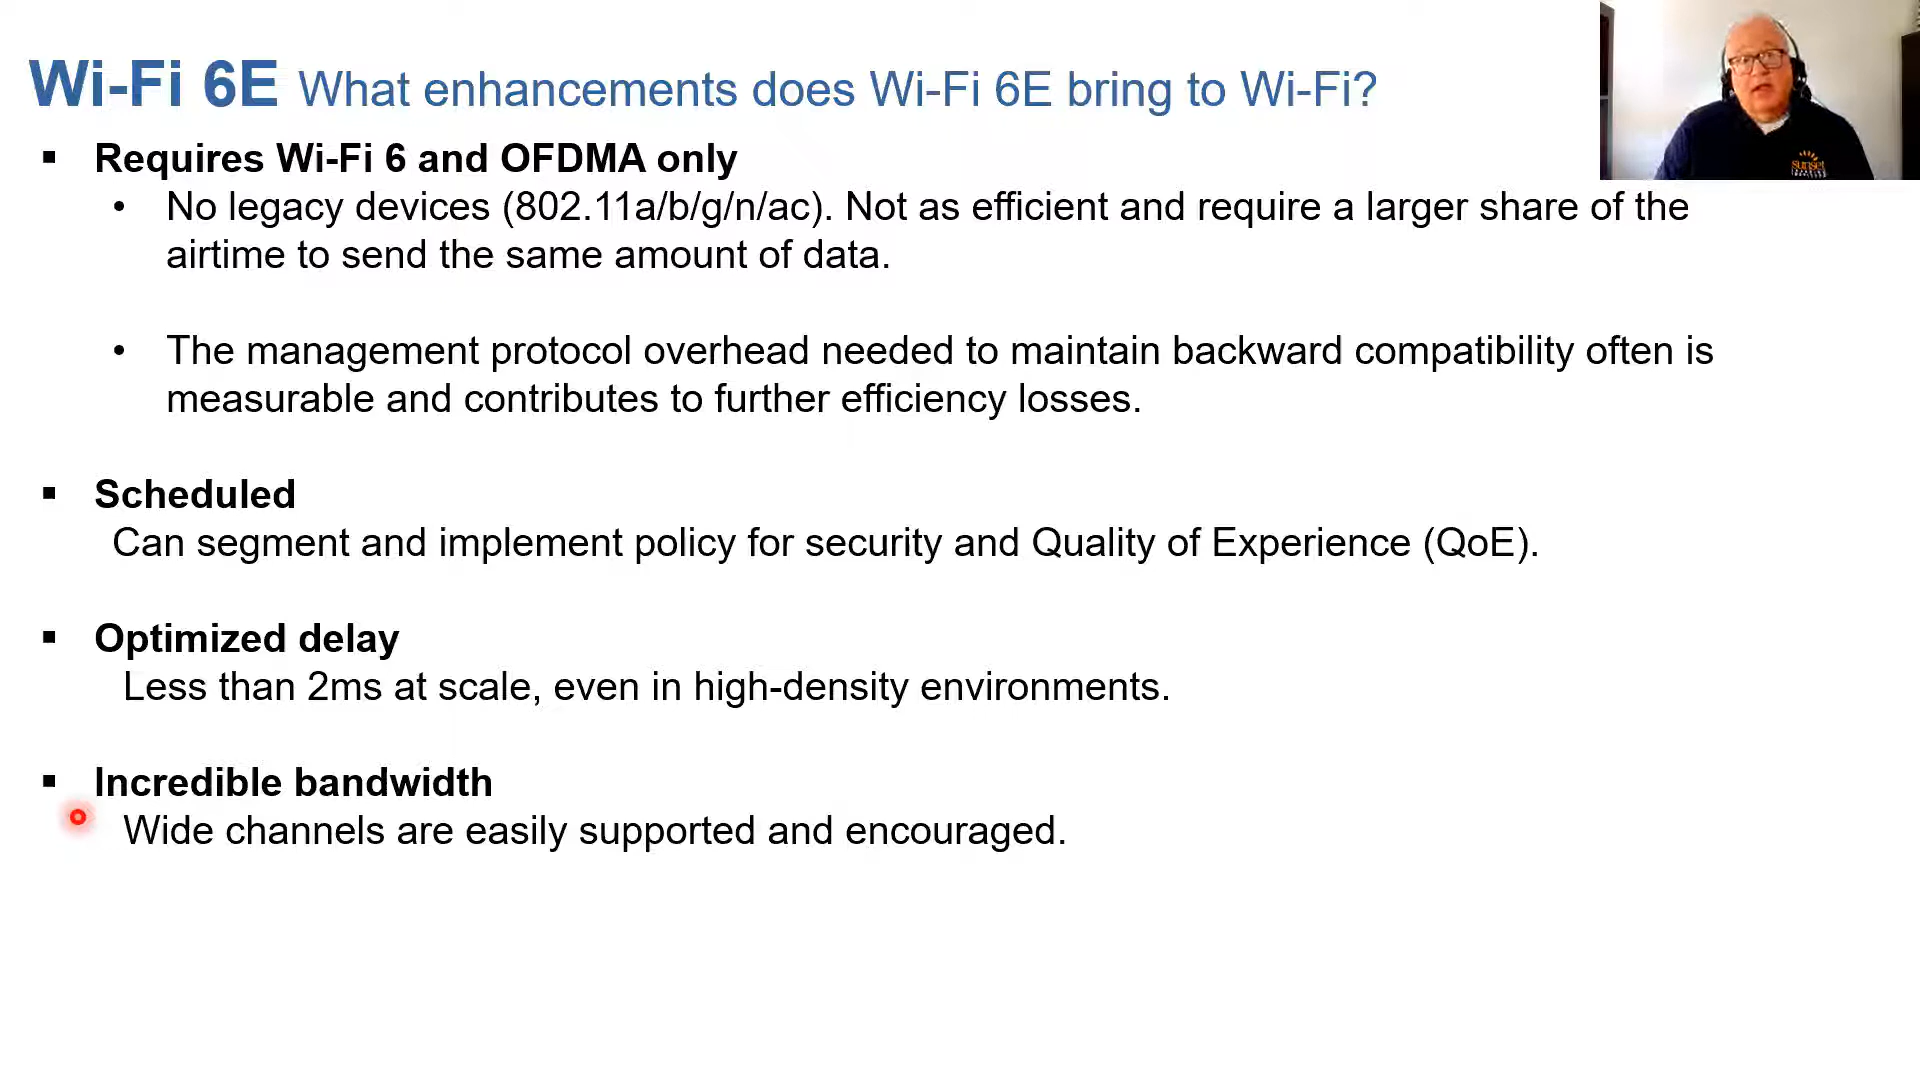 Wi-Fi 6E What enhancements does Wi-Fi 6E bring to Wi-Fi?
▪ Requires Wi-Fi 6 and OFDMA only
• No legacy devices (802.11a/b/g/n/ac). Not as efficient and require a larger share of the
airtime to send the same amount of data.
• The management protocol overhead needed to maintain backward compatibility often is
measurable and contributes to further efficiency losses.
▪ Scheduled
Can segment and implement policy for security and Quality of Experience (QoE).
▪ Optimized delay
Less than 2ms at scale, even in high-density environments.
▪ Incredible bandwidth
Wide channels are easily supported and encouraged.
sunset